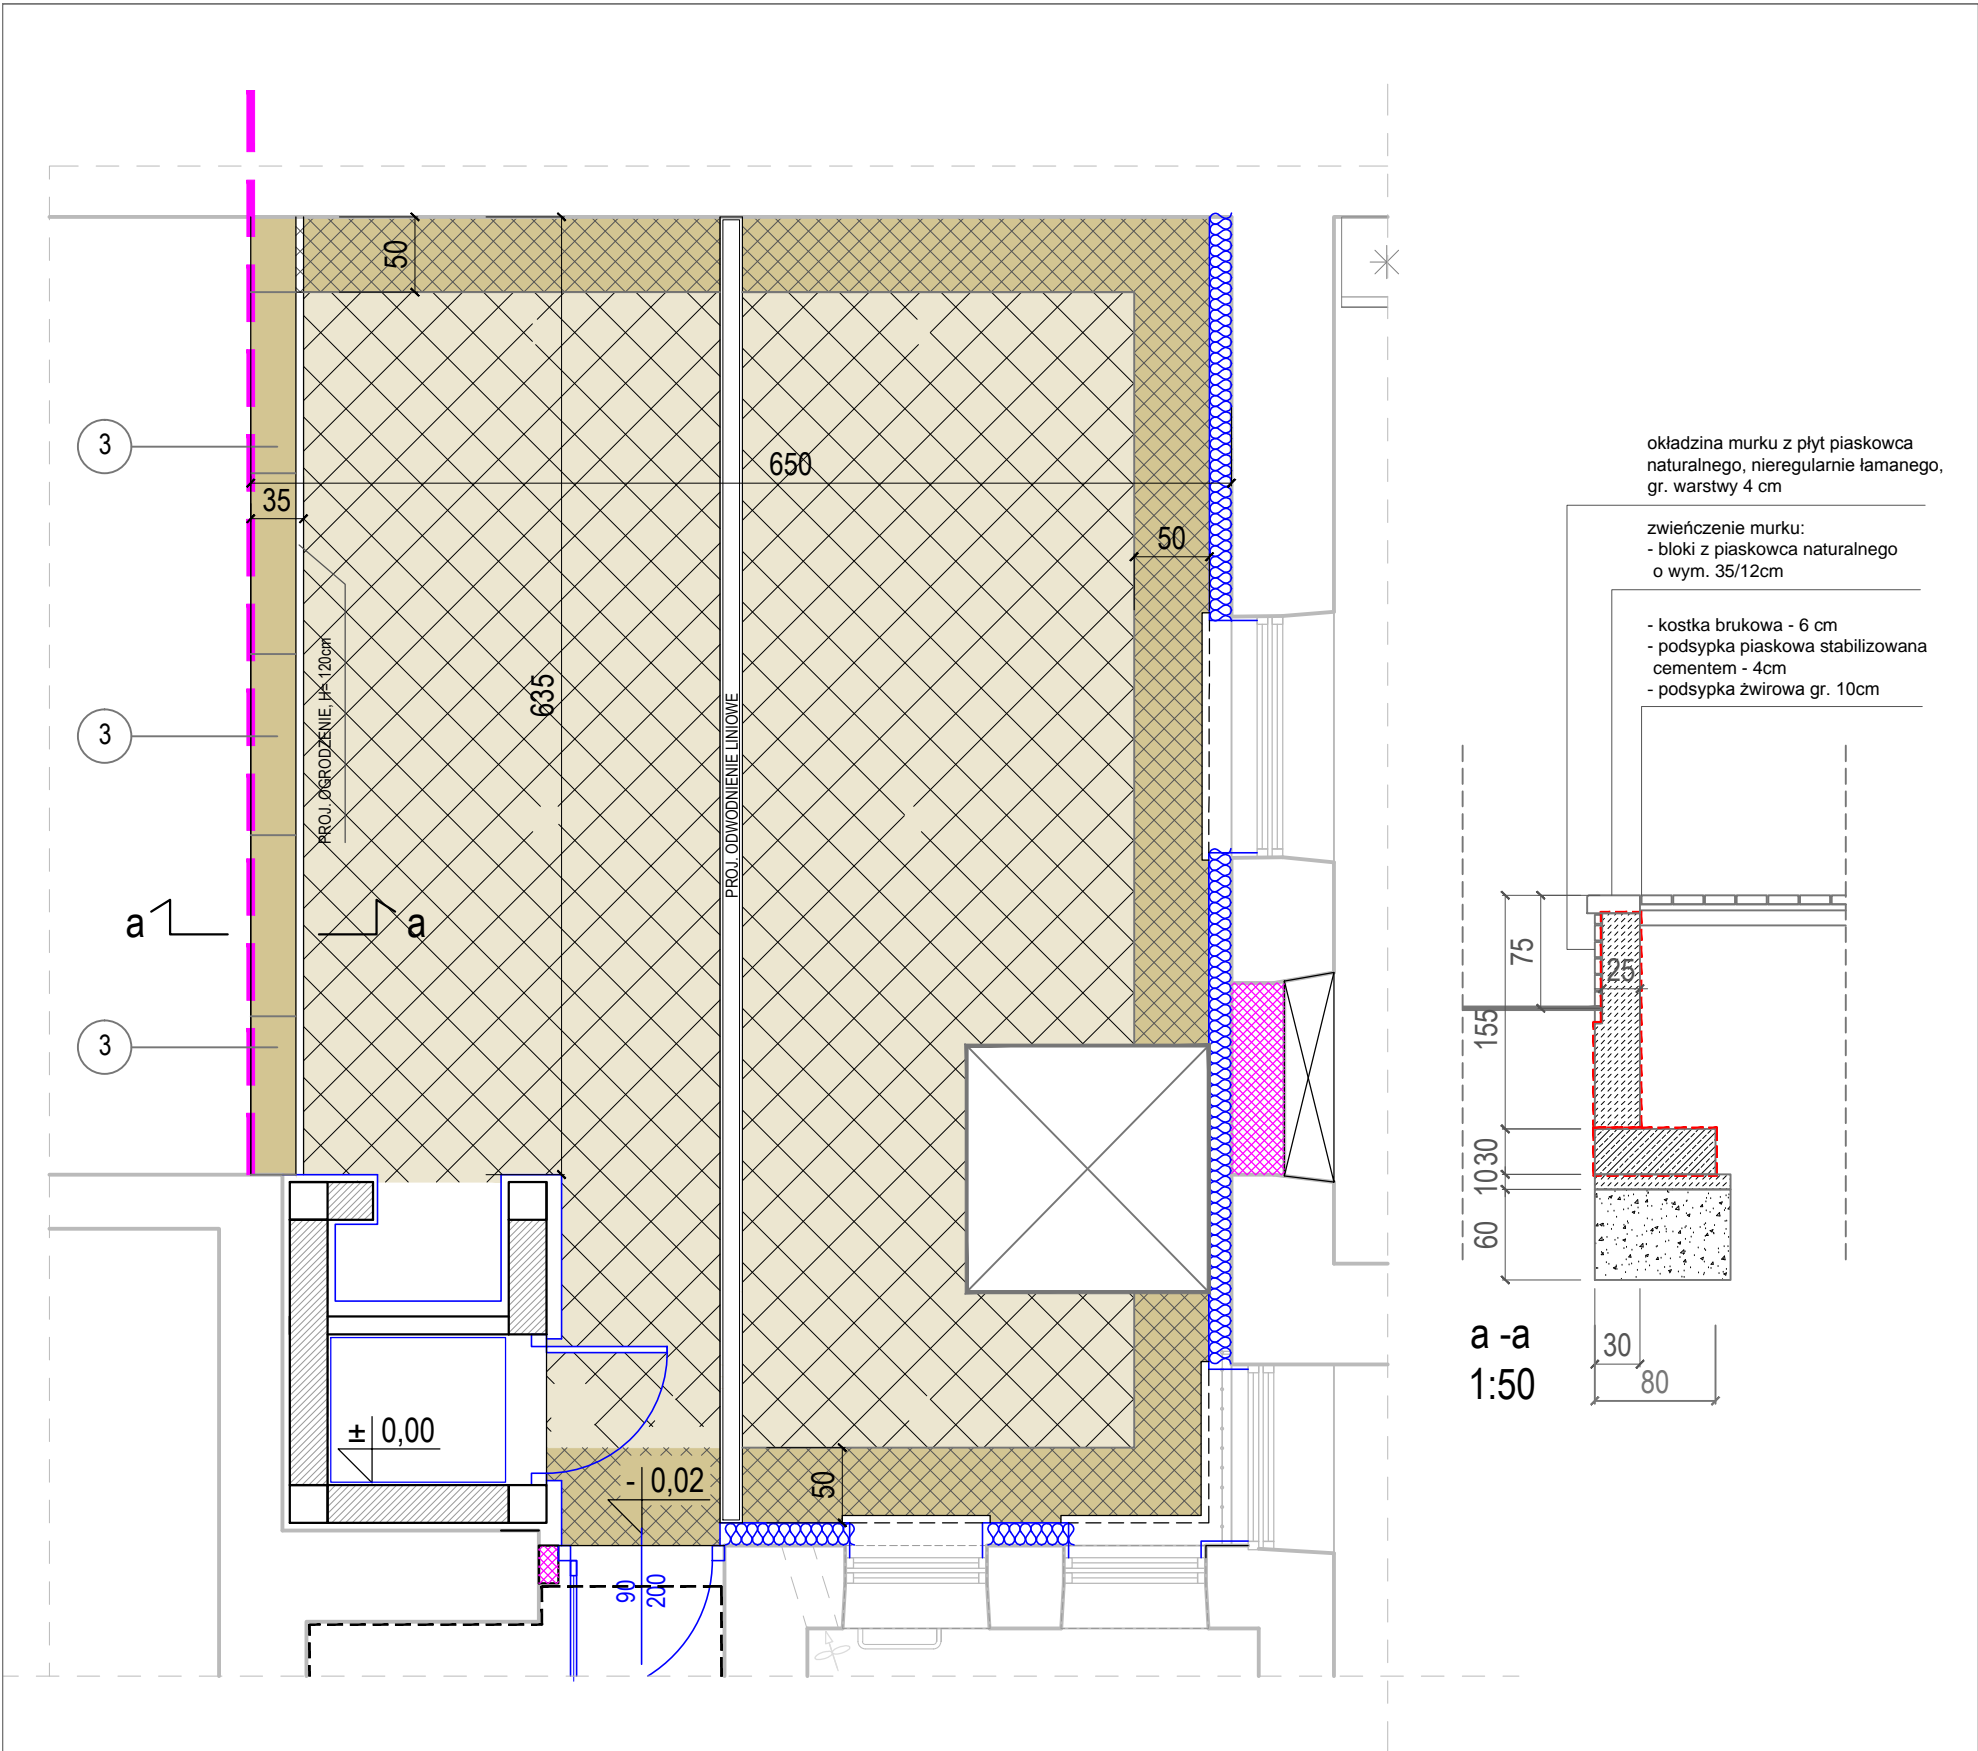 50
3
650
35
50
PROJ. OGRODZENIE, H= 120cm
635
3
PROJ. ODWODNIENIE LINIOWE
a
a
3
± 0,00
- 0,02
50
90
200
okładzina murku z płyt piaskowca
naturalnego, nieregularnie łamanego,
gr. warstwy 4 cm
zwieńczenie murku:
- bloki z piaskowca naturalnego
o wym. 35/12cm
- kostka brukowa - 6 cm
- podsypka piaskowa stabilizowana
cementem - 4cm
- podsypka żwirowa gr. 10cm
75
25
155
30
10
60
a -a
1:50
30
80